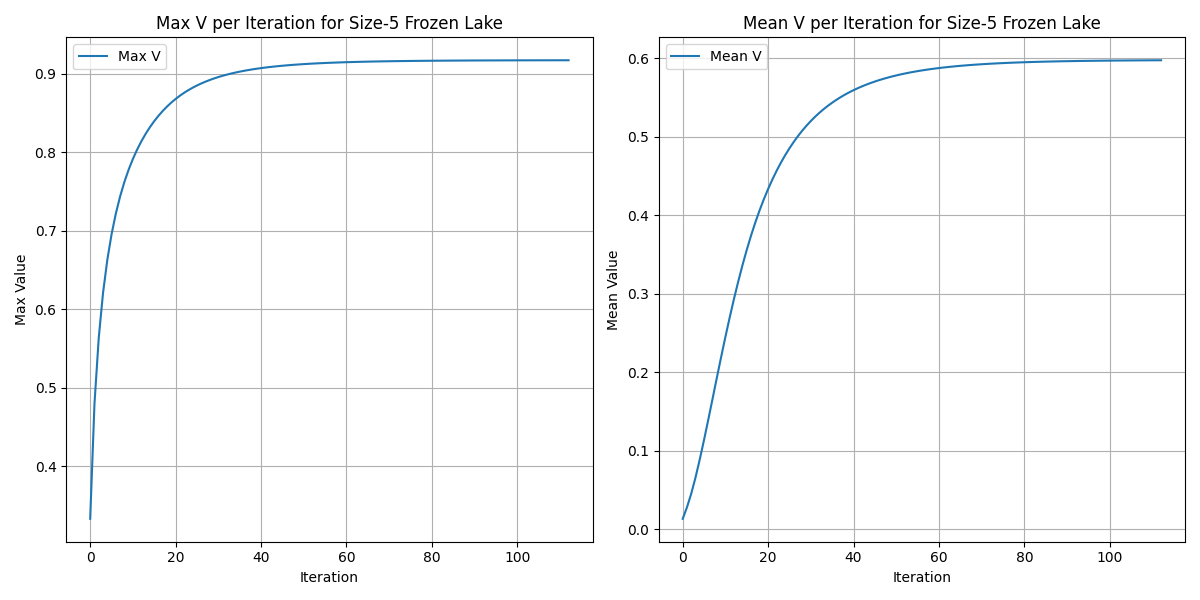 Max V per Iteration for Size-5 Frozen Lake
Max V
Max Value
0.9
0.8
0.7
0.6
0.5
0.4
0 20 40 60 80 100
Iteration
Mean V per Iteration for Size-5 Frozen Lake
Mean V
Mean Value
0.6
0.5
0.4
0.3
0.2
0.1
0.0
0 20 40 60 80 100
Iteration